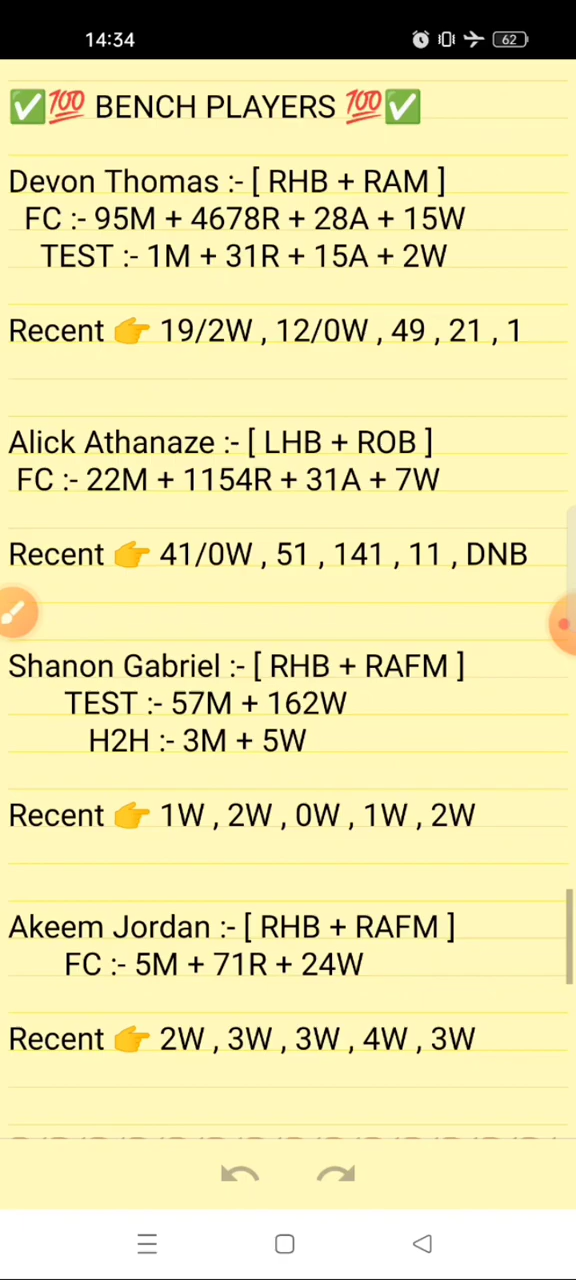 14:34
62
✅💯 BENCH PLAYERS 💯✅
Devon Thomas :- [ RHB + RAM ]
FC :- 95M + 4678R + 28A + 15W
TEST :- 1M + 31R + 15A + 2W
Recent 👉 19/2W , 12/0W , 49 , 21 , 1
Alick Athanaze :- [ LHB + ROB ]
FC :- 22M + 1154R + 31A + 7W
Recent 👉 41/0W , 51 , 141 , 11 , DNB
Shanon Gabriel :- [ RHB + RAFM ]
TEST :- 57M + 162W
H2H :- 3M + 5W
Recent 👉 1W , 2W , 0W , 1W , 2W
Akeem Jordan :- [ RHB + RAFM ]
FC :- 5M + 71R + 24W
Recent 👉 2W , 3W , 3W , 4W , 3W